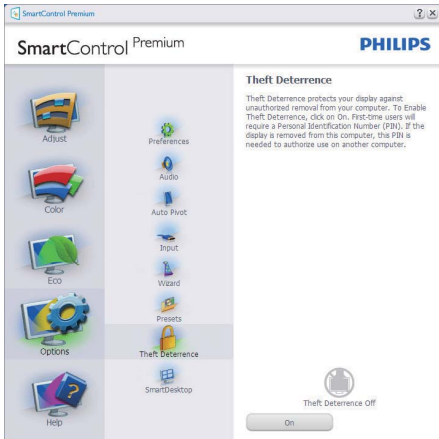 SmartControl Premium
SmartControl Premium
PHILIPS
Adjust
Color
Eco
Options
Help
Preferences
Audio
Auto Pivot
Input
Wizard
Presets
Theft Deterrence
SmartDesktop
Theft Deterrence
Theft Deterrence protects your display against
unauthorized removal from your computer. To Enable
Theft Deterrence, click on On. First-time users will
require a Personal Identification Number (PIN). If the
display is removed from this computer, this PIN is
needed to authorize use on another computer.
Theft Deterrence Off
On